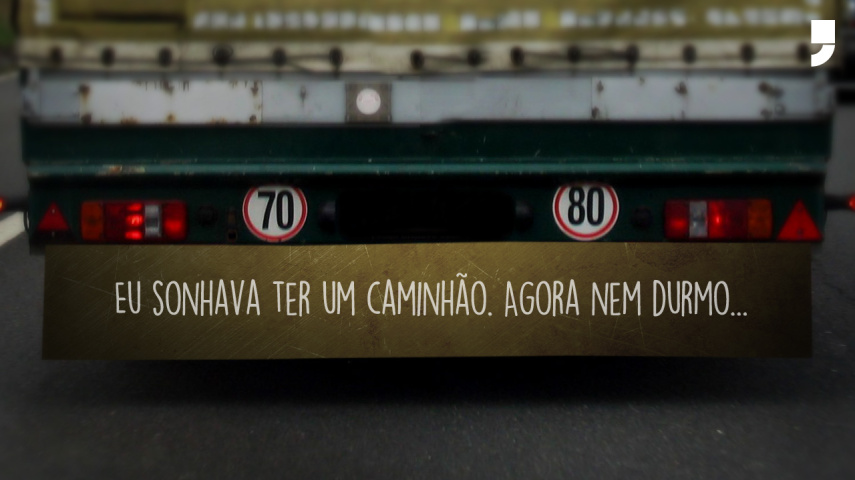 70
80
EU SONHAVA TER UM CAMINHÃO. AGORA NEM DURMO...